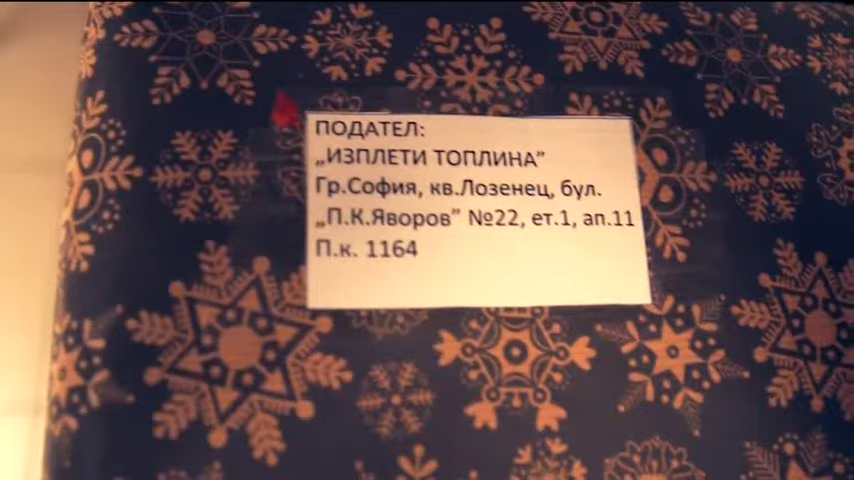 ПОДАТЕЛ:
„ИЗПЛЕТИ ТОПЛИНА”
Гр.София, кв.Лозенец, бул.
„П.К.Яворов” №22, ет.1, ап.11
П.к. 1164